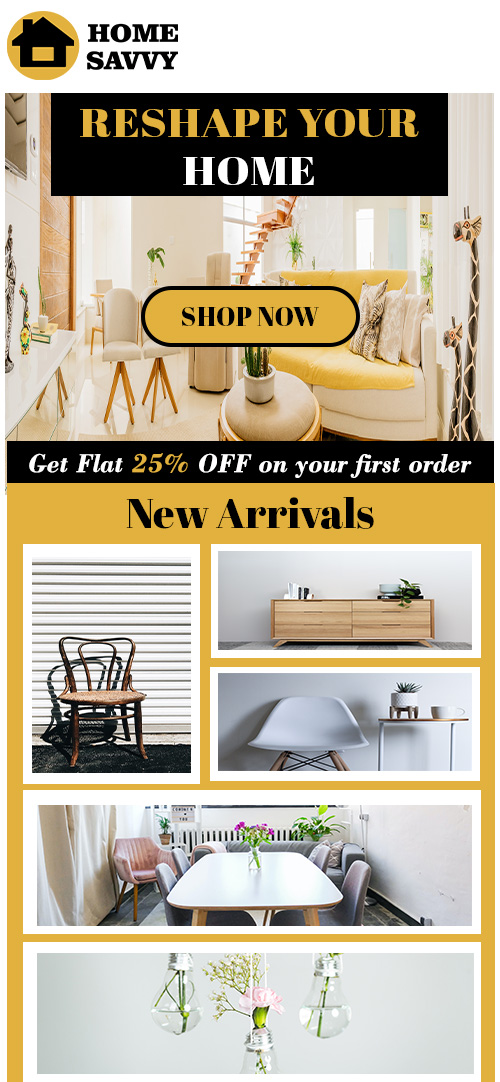 HOME
SAVVY
RESHAPE YOUR
HOME
SHOP NOW
Get Flat 25% OFF on your first order
New Arrivals